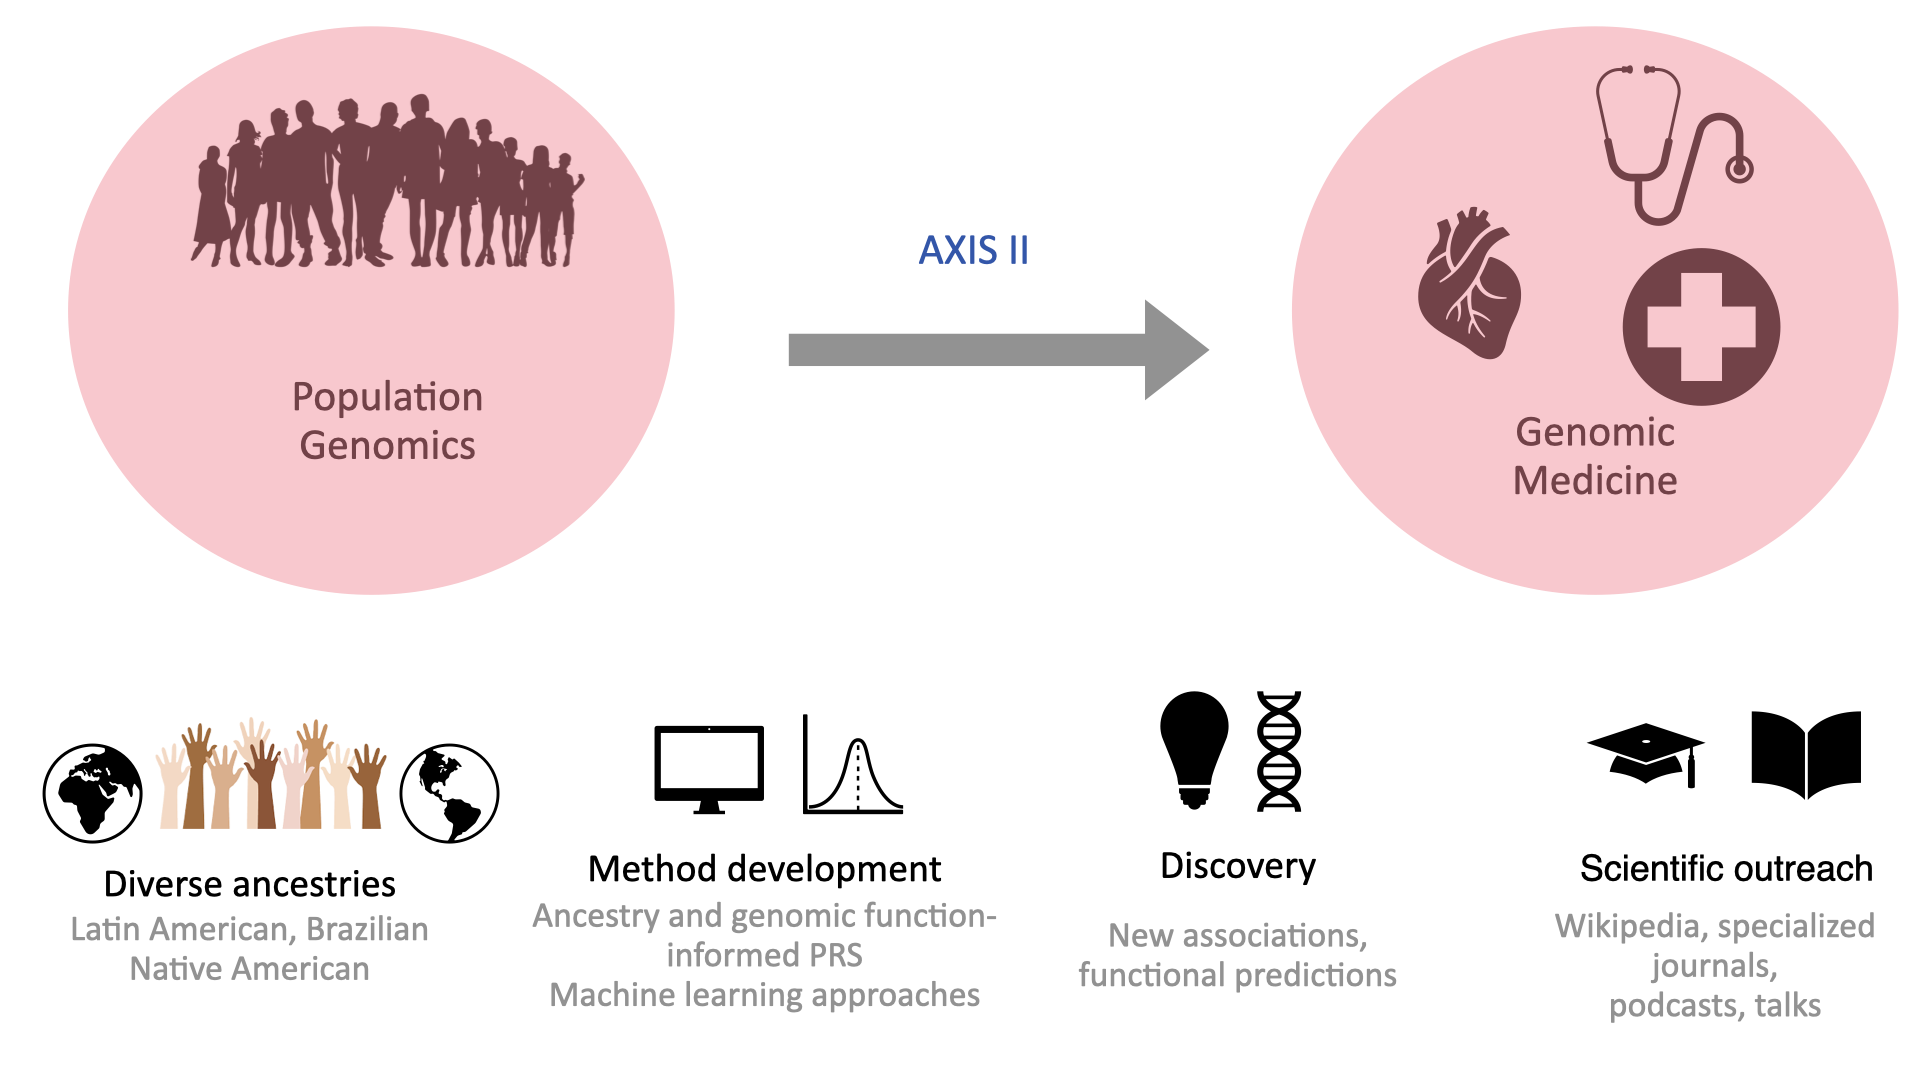 AXIS II
Population
Genomics
Genomic
Medicine
Diverse ancestries
Latin American, Brazilian
Native American
Method development
Ancestry and genomic function-
informed PRS
Machine learning approaches
Discovery
New associations,
functional predictions
Scientific outreach
Wikipedia, specialized
journals,
podcasts, talks